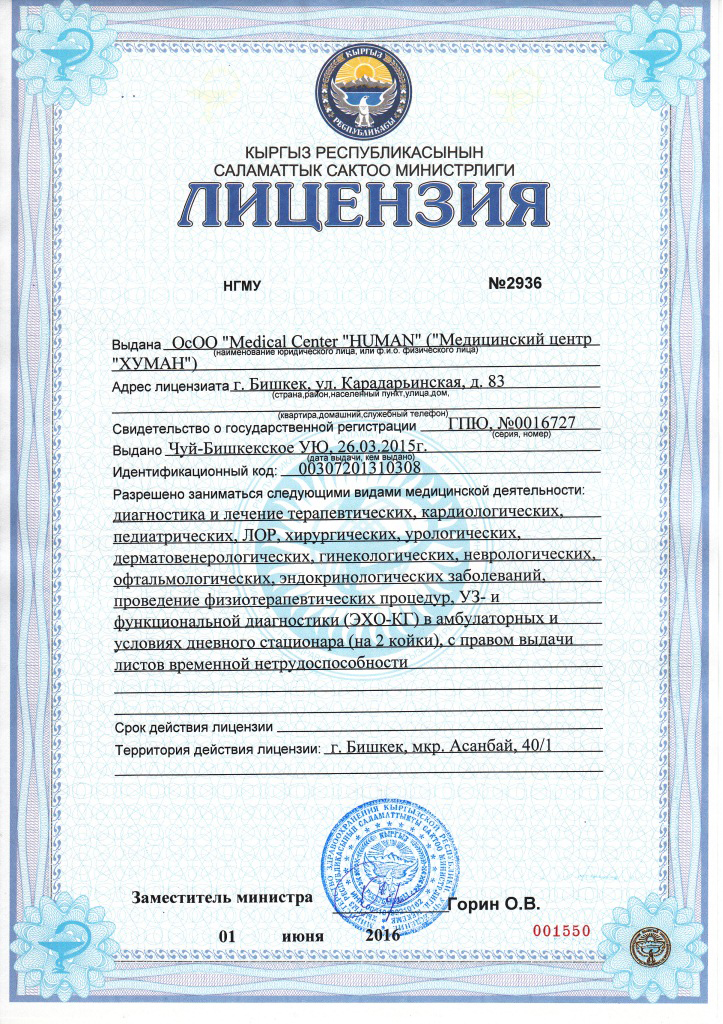 КЫРГЫЗ
РЕСПУБЛИКАСЫ
КЫРГЫЗ РЕСПУБЛИКАСЫНЫН
САЛАМАТТЫК САКТОО МИНИСТРЛИГИ
ЛИЦЕНЗИЯ
НГМУ №2936
Выдана ОсОО "Medical Center "HUMAN" ("Медицинский центр
(наименование юридического лица, или ф.и.о. физического лица)
"ХУМАН")
Адрес лицензиата г. Бишкек, ул. Карадарьинская, д. 83
(страна,район,населенный пункт,улица,дом,
(квартира,домашний,служебный телефон)
Свидетельство о государственной регистрации ГПЮ, №0016727
(серия, номер)
Выдано Чуй-Бишкекское УЮ, 26.03.2015г.
(дата выдачи, кем выдано)
Идентификационный код: 00307201310308
Разрешено заниматься следующими видами медицинской деятельности:
диагностика и лечение терапевтических, кардиологических,
педиатрических, ЛОР, хирургических, урологических,
дерматовенерологических, гинекологических, неврологических,
офтальмологических, эндокринологических заболеваний,
проведение физиотерапевтических процедур, УЗ- и
функциональной диагностики (ЭХО-КГ) в амбулаторных и
условиях дневного стационара (на 2 койки), с правом выдачи
листов временной нетрудоспособности
Срок действия лицензии
Территория действия лицензии: г. Бишкек, мкр. Асанбай, 40/1
Заместитель министра Горин О.В.
01 июня 2016
001550